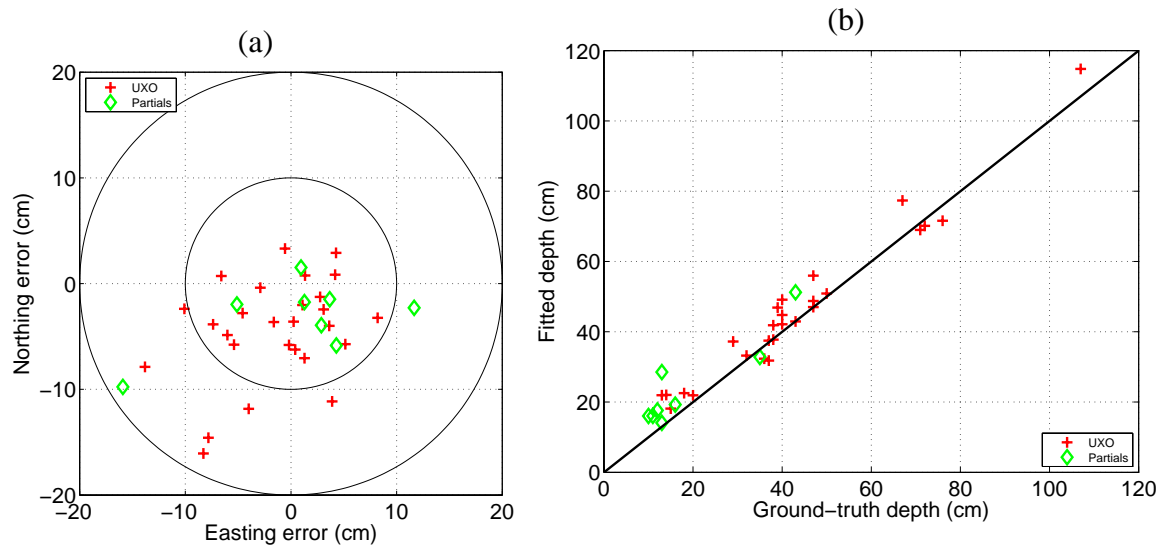 (a)
20
10
0
−10
−20
−20
−10
0
10
20
Northing error (cm)
Easting error (cm)
UXO
Partials
(b)
120
100
80
60
40
20
0
0
20
40
60
80
100
120
Fitted depth (cm)
Ground−truth depth (cm)
UXO
Partials